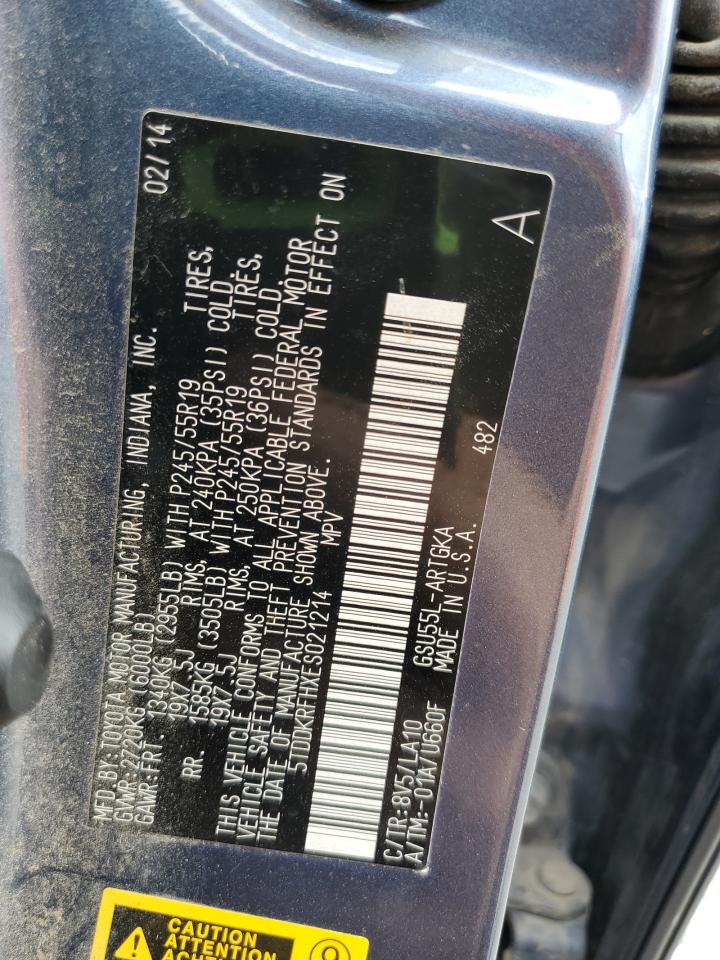 MFD.BY:TOYOTA MOTOR MANUFACTURING, INDIANA, INC. 02/14
GVWR:2720KG (6000LB)
GAWR:FRT. 1340KG (2955LB) WITH P245/55R19 TIRES,
19X7.5J RIMS, AT 240KPA (35PSI) COLD.
RR. 1585KG (3505LB) WITH P245/55R19 TIRES,
19X7.5J RIMS, AT 250KPA (36PSI) COLD.
THIS VEHICLE CONFORMS TO ALL APPLICABLE FEDERAL MOTOR
VEHICLE SAFETY AND THEFT PREVENTION STANDARDS IN EFFECT ON
THE DATE OF MANUFACTURE SHOWN ABOVE.
5TDDKRFHXES021214 MPV
A
C/TR:8V5/LA10 GSU55L-ARTGKA 482
A/TM:-01A/U660F MADE IN U.S.A.
CAUTION
ATTENTION